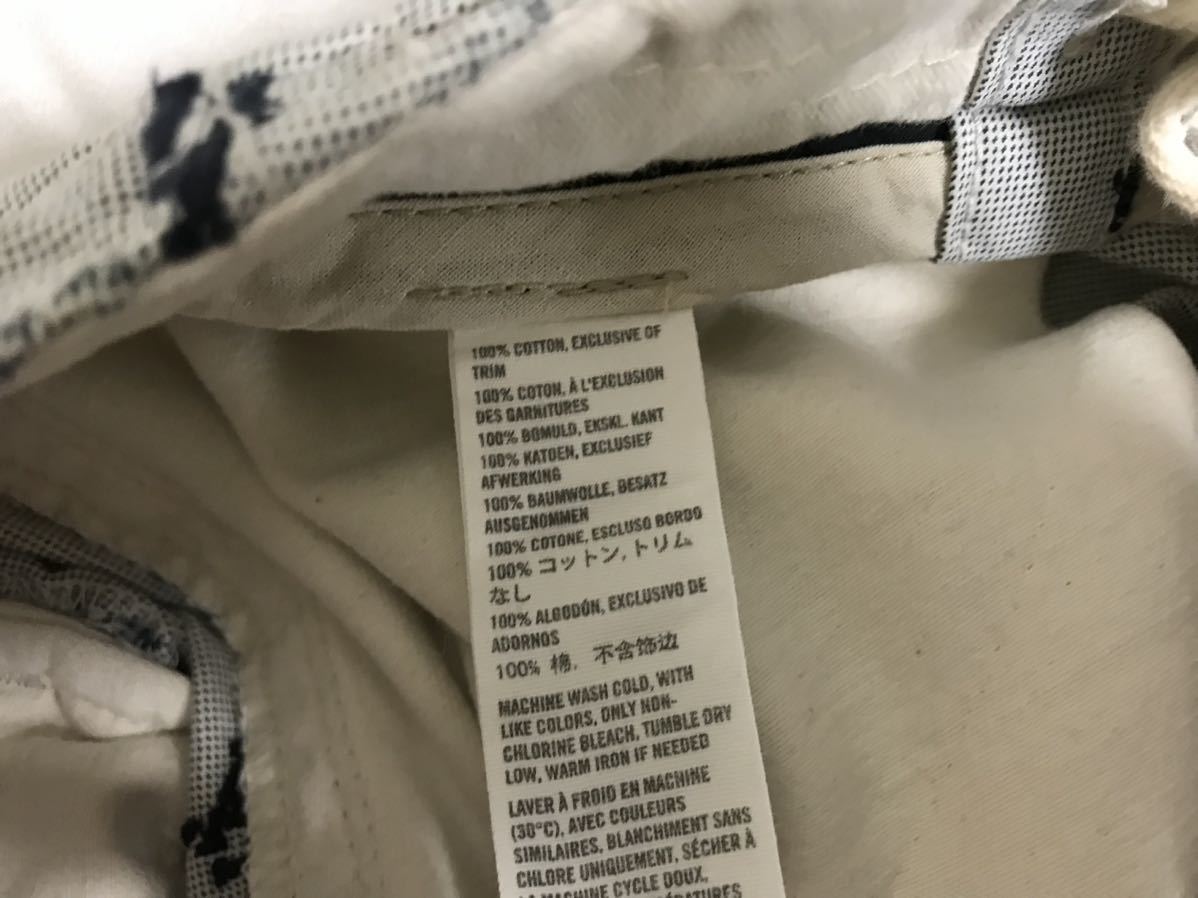 100% COTTON, EXCLUSIVE OF
TRIM
100% COTON, À L'EXCLUSION
DES GARNITURES
100% BOMULD, EKSKL. KANT
100% KATOEN, EXCLUSIEF
AFWERKING
100% BAUMWOLLE, BESATZ
AUSGENOMMEN
100% COTONE, ESCLUSO BORDO
100% コットン, トリム
なし
100% ALGODÓN, EXCLUSIVO DE
ADORNOS
100% 棉, 不含饰边
MACHINE WASH COLD, WITH
LIKE COLORS, ONLY NON-
CHLORINE BLEACH, TUMBLE DRY
LOW, WARM IRON IF NEEDED
LAVER À FROID EN MACHINE
(30°C), AVEC COULEURS
SIMILAIRES, BLANCHIMENT SANS
CHLORE UNIQUEMENT, SÉCHER À
LA MACHINE CYCLE DOUX,